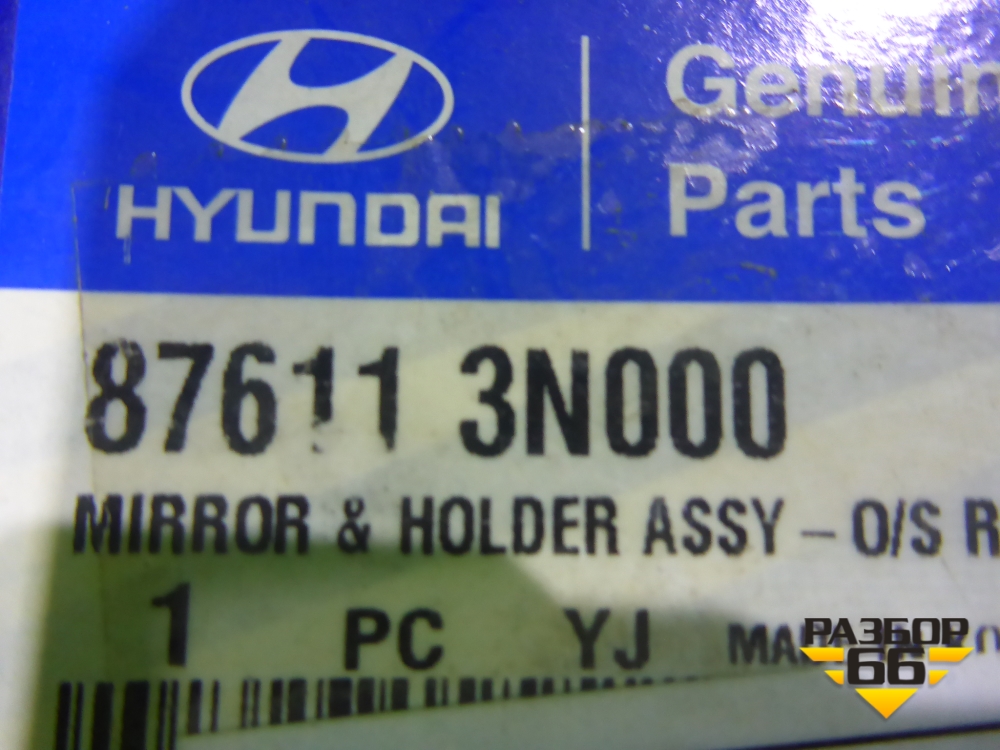 HYUNDAI
Genuin
Parts
87611 3N000
MIRROR & HOLDER ASSY – O/S R
1 PC YJ
РАЗБОР
66